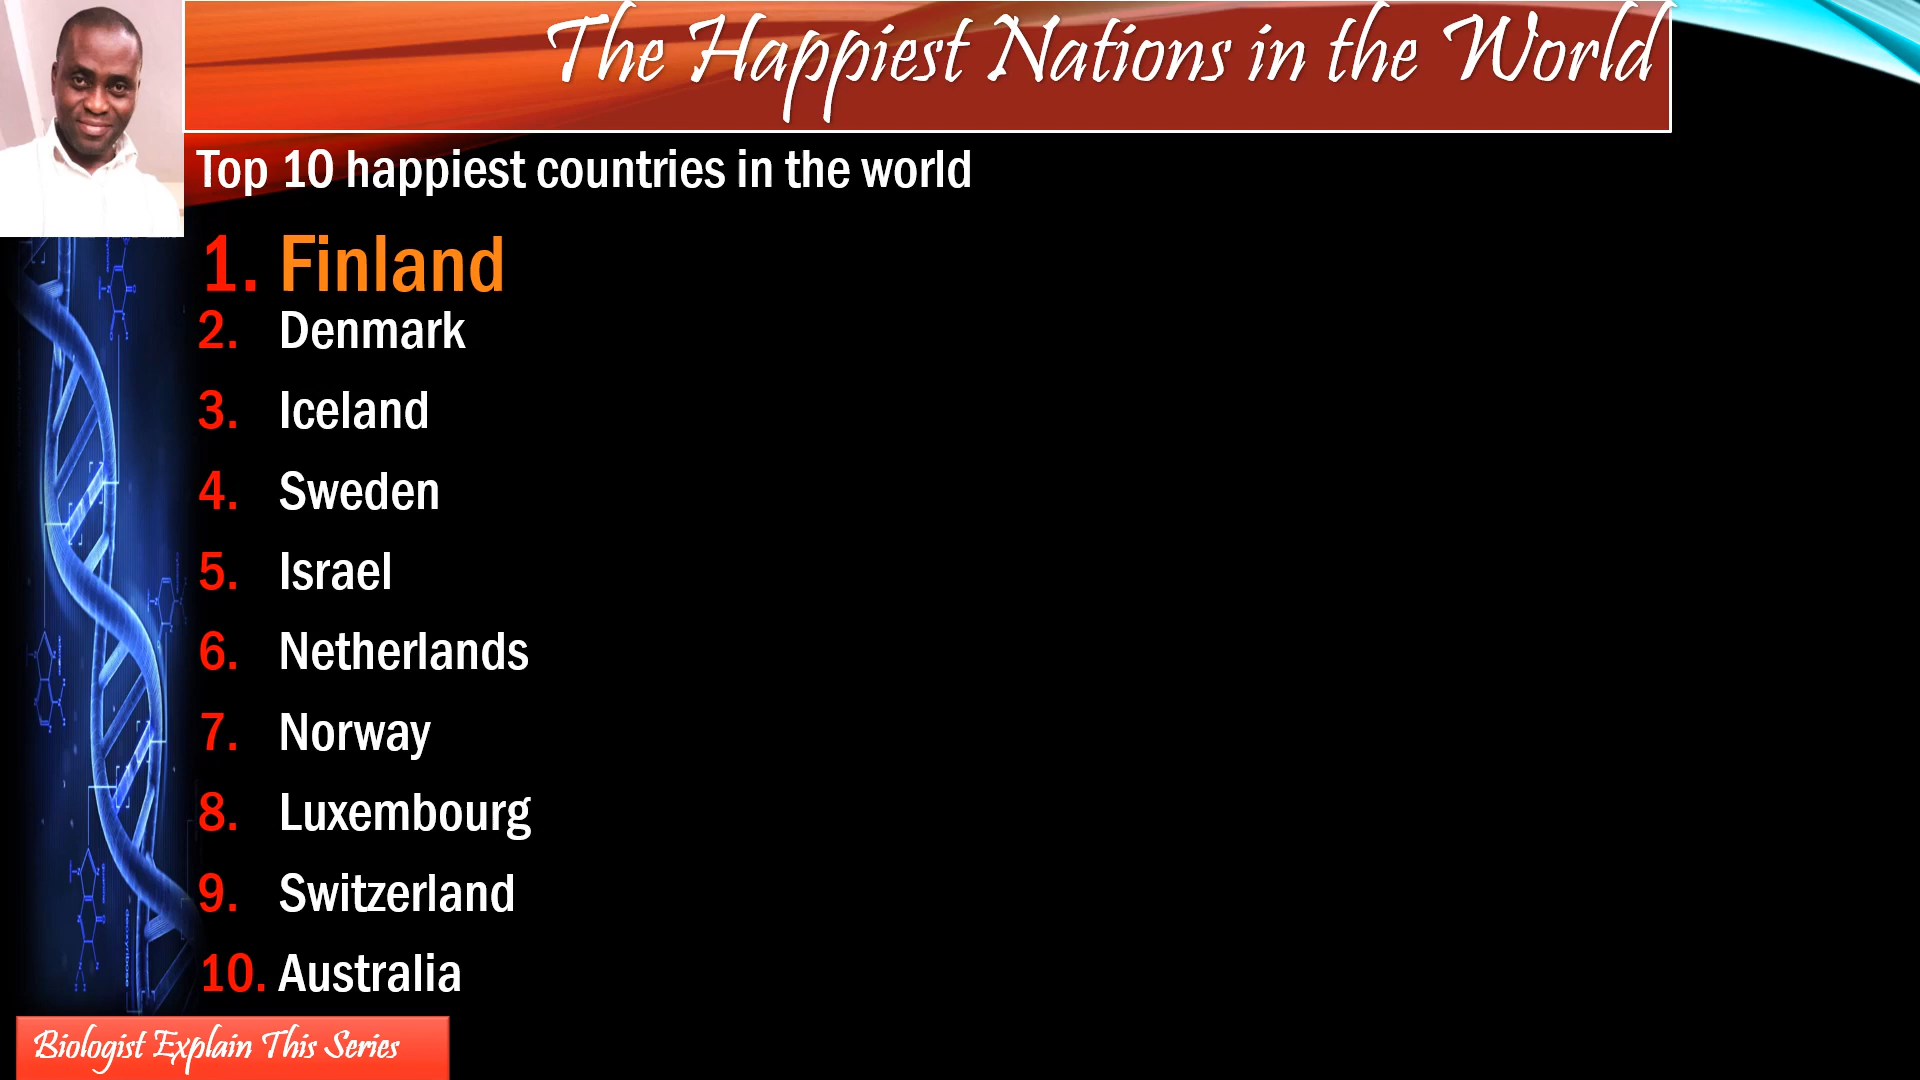 The Happiest Nations in the World
Top 10 happiest countries in the world
1. Finland
2. Denmark
3. Iceland
4. Sweden
5. Israel
6. Netherlands
7. Norway
8. Luxembourg
9. Switzerland
10. Australia
Biologist Explain This Series